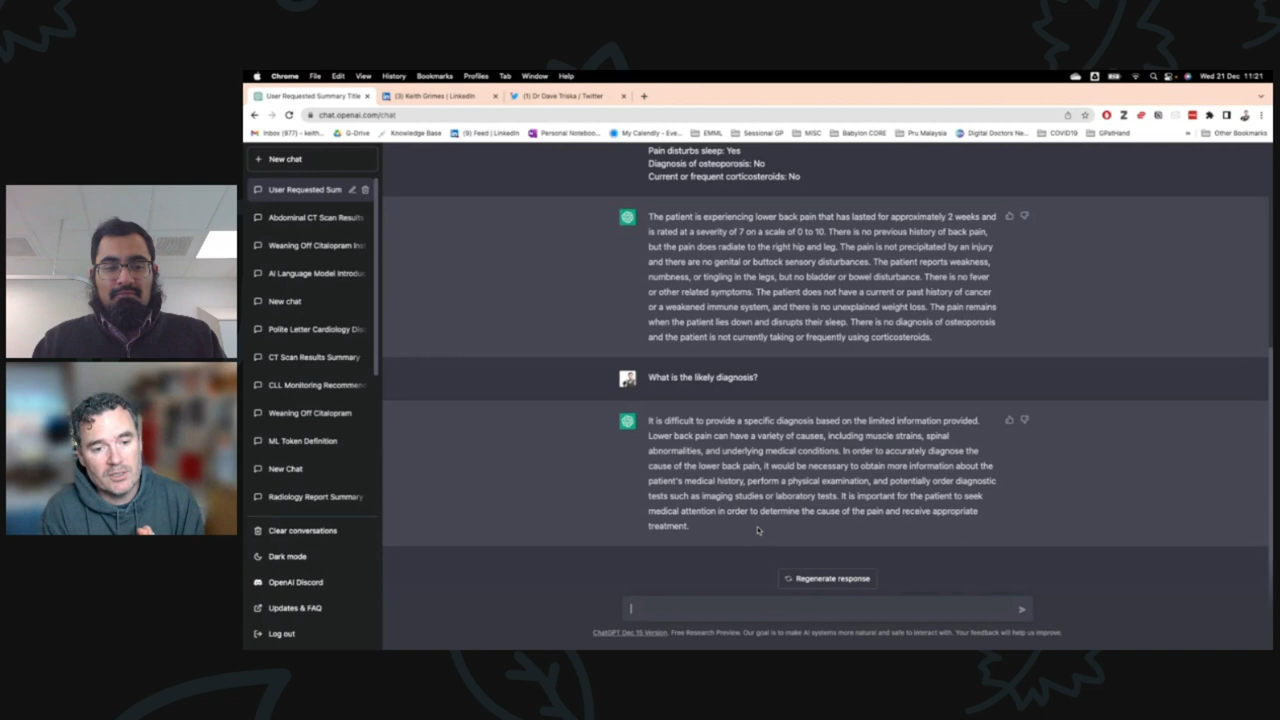 Chrome File Edit View History Bookmarks Profiles Tab Window Help Wed 21 Dec 11:21
User Requested Summary Title (3) Keith Grimes | LinkedIn (1) Dr Dave Triska / Twitter
chat.openai.com/chat
Inbox (977) - keith... G-Drive Knowledge Base (9) Feed | LinkedIn Personal Noteboo... My Calendly - Eve... EMML Sessional GP MISC Babylon CORE Pru Malaysia Digital Doctors Ne... COVID19 GPatHand » Other Bookmarks
New chat
User Requested Sum
Abdominal CT Scan Results
Weaning Off Citalopram Ins
AI Language Model Introduc
New chat
Polite Letter Cardiology Dis
CT Scan Results Summary
CLL Monitoring Recommend
Weaning Off Citalopram
ML Token Definition
New Chat
Radiology Report Summary
Clear conversations
Dark mode
OpenAI Discord
Updates & FAQ
Log out
Pain disturbs sleep: Yes
Diagnosis of osteoporosis: No
Current or frequent corticosteroids: No
The patient is experiencing lower back pain that has lasted for approximately 2 weeks and
is rated at a severity of 7 on a scale of 0 to 10. There is no previous history of back pain,
but the pain does radiate to the right hip and leg. The pain is not precipitated by an injury
and there are no genital or buttock sensory disturbances. The patient reports weakness,
numbness, or tingling in the legs, but no bladder or bowel disturbance. There is no fever
or other related symptoms. The patient does not have a current or past history of cancer
or a weakened immune system, and there is no unexplained weight loss. The pain remains
when the patient lies down and disrupts their sleep. There is no diagnosis of osteoporosis
and the patient is not currently taking or frequently using corticosteroids.
What is the likely diagnosis?
It is difficult to provide a specific diagnosis based on the limited information provided.
Lower back pain can have a variety of causes, including muscle strains, spinal
abnormalities, and underlying medical conditions. In order to accurately diagnose the
cause of the lower back pain, it would be necessary to obtain more information about the
patient's medical history, perform a physical examination, and potentially order diagnostic
tests such as imaging studies or laboratory tests. It is important for the patient to seek
medical attention in order to determine the cause of the pain and receive appropriate
treatment.
Regenerate response
ChatGPT Dec 15 Version. Free Research Preview. Our goal is to make AI systems more natural and safe to interact with. Your feedback will help us improve.